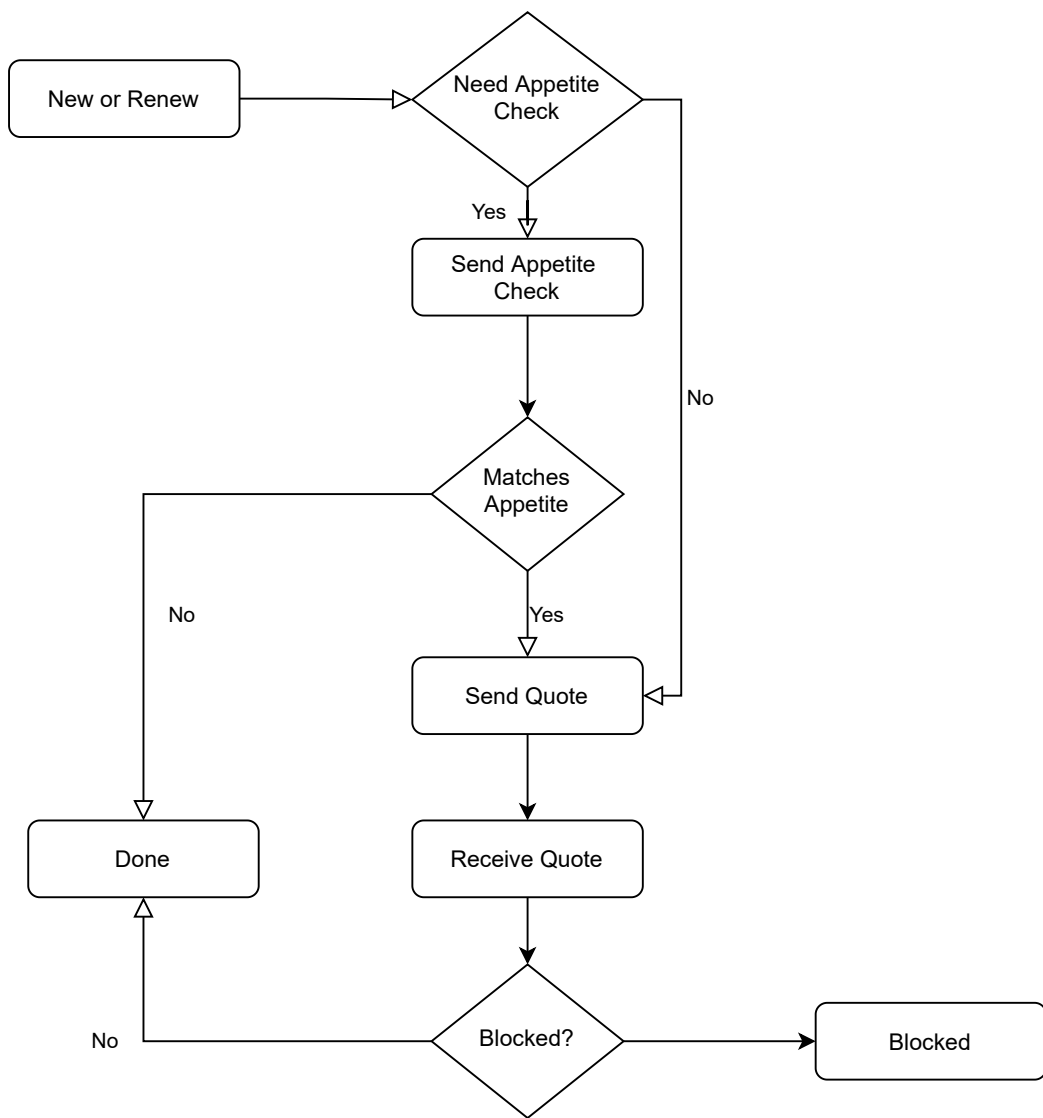 New or Renew
Need Appetite
Check
Yes
Send Appetite
Check
No
Matches
Appetite
No
Yes
Send Quote
Done
Receive Quote
No
Blocked?
Blocked